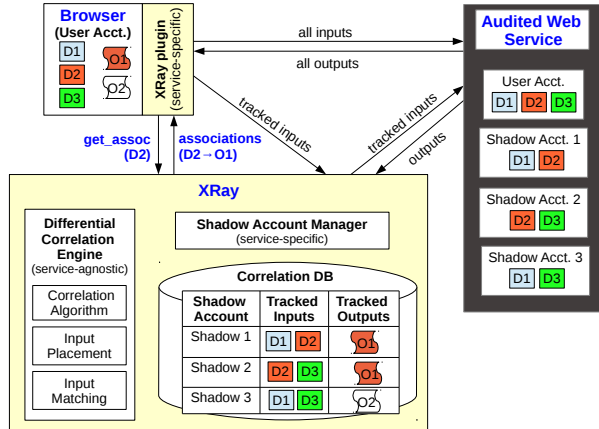 Browser
(User Acct.)
D1
D2
D3
O1
O2
XRay plugin
(service-specific)
all inputs
all outputs
Audited Web
Service
User Acct.
D1 D2 D3
Shadow Acct. 1
D1 D2
Shadow Acct. 2
D2 D3
Shadow Acct. 3
D1 D3
get_assoc
(D2)
associations
(D2→O1)
tracked inputs
tracked inputs
outputs
XRay
Differential
Correlation
Engine
(service-agnostic)
Correlation
Algorithm
Input
Placement
Input
Matching
Shadow Account Manager
(service-specific)
Correlation DB
Shadow Account Tracked Inputs Tracked Outputs
Shadow 1 D1 D2 O1
Shadow 2 D2 D3 O1
Shadow 3 D1 D3 O2